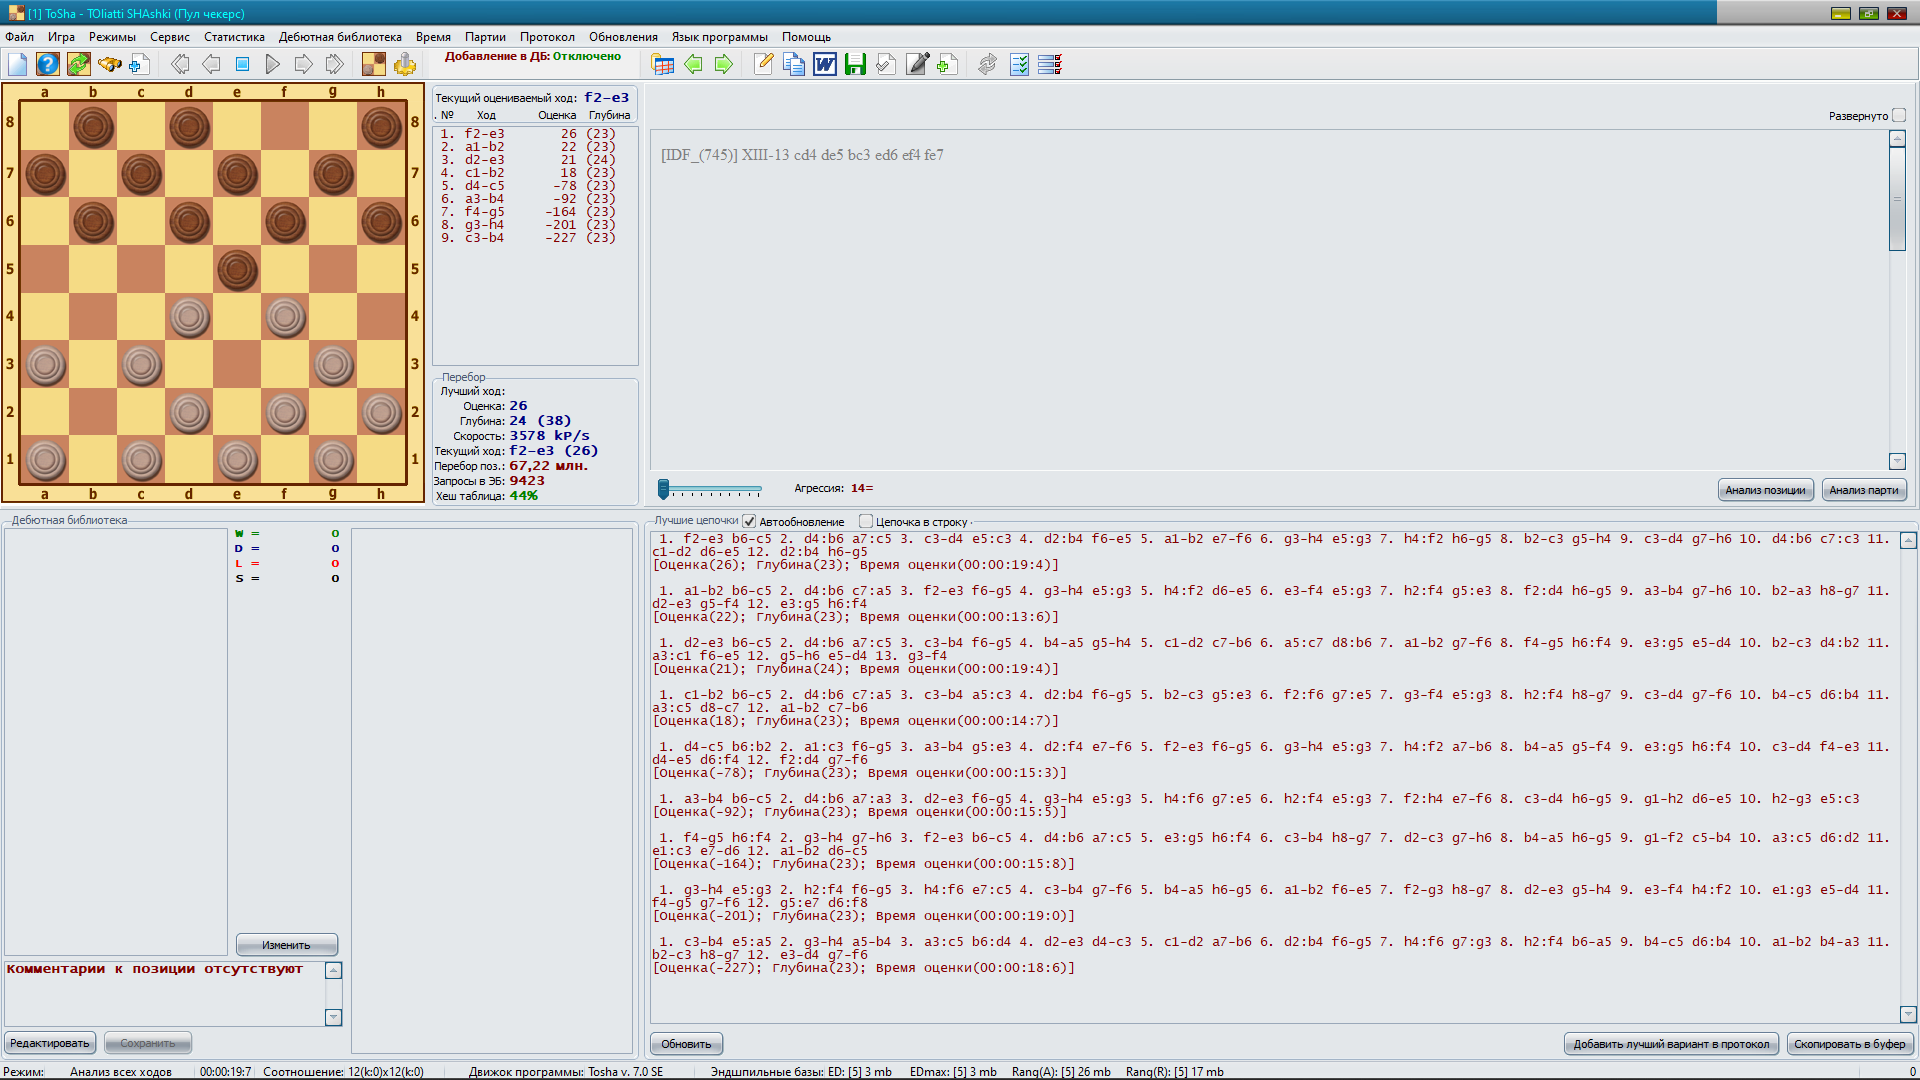 [1] ToSha - TOliatti SHAshki (Пул чекерс)
Файл Игра Режимы Сервис Статистика Дебютная библиотека Время Партии Протокол Обновления Язык программы Помощь
Добавление в ДБ: Отключено
a b c d e f g h
8 8
7 7
6 6
5 5
4 4
3 3
2 2
1 1
a b c d e f g h
Текущий оцениваемый ход: f2-e3
. № Ход Оценка Глубина
1. f2-e3 26 (23)
2. a1-b2 22 (23)
3. d2-e3 21 (24)
4. c1-b2 18 (23)
5. d4-c5 -78 (23)
6. a3-b4 -92 (23)
7. f4-g5 -164 (23)
8. g3-h4 -201 (23)
9. c3-b4 -227 (23)
Перебор
Лучший ход:
Оценка: 26
Глубина: 24 (38)
Скорость: 3578 kP/s
Текущий ход: f2-e3 (26)
Перебор поз.: 67,22 млн.
Запросы в ЭБ: 9423
Хеш таблица: 44%
Развернуто
[IDF_(745)] XIII-13 cd4 de5 bc3 ed6 ef4 fe7
Агрессия: 14=
Анализ позиции Анализ парти
Дебютная библиотека
W = 0
D = 0
L = 0
S = 0
Изменить
Комментарии к позиции отсутствуют
Редактировать Сохранить
Лучшие цепочки Автообновление Цепочка в строку
1. f2-e3 b6-c5 2. d4:b6 a7:c5 3. c3-d4 e5:c3 4. d2:b4 f6-e5 5. a1-b2 e7-f6 6. g3-h4 e5:g3 7. h4:f2 h6-g5 8. b2-c3 g5-h4 9. c3-d4 g7-h6 10. d4:b6 c7:c3 11.
c1-d2 d6-e5 12. d2:b4 h6-g5
[Оценка(26); Глубина(23); Время оценки(00:00:19:4)]
1. a1-b2 b6-c5 2. d4:b6 c7:a5 3. f2-e3 f6-g5 4. g3-h4 e5:g3 5. h4:f2 d6-e5 6. e3-f4 e5:g3 7. h2:f4 g5:e3 8. f2:d4 h6-g5 9. a3-b4 g7-h6 10. b2-a3 h8-g7 11.
d2-e3 g5-f4 12. e3:g5 h6:f4
[Оценка(22); Глубина(23); Время оценки(00:00:13:6)]
1. d2-e3 b6-c5 2. d4:b6 a7:c5 3. c3-b4 f6-g5 4. b4-a5 g5-h4 5. c1-d2 c7-b6 6. a5:c7 d8:b6 7. a1-b2 g7-f6 8. f4-g5 h6:f4 9. e3:g5 e5-d4 10. b2-c3 d4:b2 11.
a3:c1 f6-e5 12. g5-h6 e5-d4 13. g3-f4
[Оценка(21); Глубина(24); Время оценки(00:00:19:4)]
1. c1-b2 b6-c5 2. d4:b6 c7:a5 3. c3-b4 a5:c3 4. d2:b4 f6-g5 5. b2-c3 g5:e3 6. f2:f6 g7:e5 7. g3-f4 e5:g3 8. h2:f4 h8-g7 9. c3-d4 g7-f6 10. b4-c5 d6:b4 11.
a3:c5 d8-c7 12. a1-b2 c7-b6
[Оценка(18); Глубина(23); Время оценки(00:00:14:7)]
1. d4-c5 b6:b2 2. a1:c3 f6-g5 3. a3-b4 g5:e3 4. d2:f4 e7-f6 5. f2-e3 f6-g5 6. g3-h4 e5:g3 7. h4:f2 a7-b6 8. b4-a5 g5-f4 9. e3:g5 h6:f4 10. c3-d4 f4-e3 11.
d4-e5 d6:f4 12. f2:d4 g7-f6
[Оценка(-78); Глубина(23); Время оценки(00:00:15:3)]
1. a3-b4 b6-c5 2. d4:b6 a7:a3 3. d2-e3 f6-g5 4. g3-h4 e5:g3 5. h4:f6 g7:e5 6. h2:f4 e5:g3 7. f2:h4 e7-f6 8. c3-d4 h6-g5 9. g1-h2 d6-e5 10. h2-g3 e5:c3
[Оценка(-92); Глубина(23); Время оценки(00:00:15:5)]
1. f4-g5 h6:f4 2. g3-h4 g7-h6 3. f2-e3 b6-c5 4. d4:b6 a7:c5 5. e3:g5 h6:f4 6. c3-b4 h8-g7 7. d2-c3 g7-h6 8. b4-a5 h6-g5 9. g1-f2 c5-b4 10. a3:c5 d6:d2 11.
e1:c3 e7-d6 12. a1-b2 d6-c5
[Оценка(-164); Глубина(23); Время оценки(00:00:15:8)]
1. g3-h4 e5:g3 2. h2:f4 f6-g5 3. h4:f6 e7:c5 4. c3-b4 g7-f6 5. b4-a5 h6-g5 6. a1-b2 f6-e5 7. f2-g3 h8-g7 8. d2-e3 g5-h4 9. e3-f4 h4:f2 10. e1:g3 e5-d4 11.
f4-g5 g7-f6 12. g5:e7 d6:f8
[Оценка(-201); Глубина(23); Время оценки(00:00:19:0)]
1. c3-b4 e5:a5 2. g3-h4 a5-b4 3. a3:c5 b6:d4 4. d2-e3 d4-c3 5. c1-d2 a7-b6 6. d2:b4 f6-g5 7. h4:f6 g7:g3 8. h2:f4 b6-a5 9. b4-c5 d6:b4 10. a1-b2 b4-a3 11.
b2-c3 h8-g7 12. e3-d4 g7-f6
[Оценка(-227); Глубина(23); Время оценки(00:00:18:6)]
Обновить Добавить лучший вариант в протокол Скопировать в буфер
Режим: Анализ всех ходов 00:00:19:7 Соотношение: 12(k:0)x12(k:0) Движок программы: Tosha v. 7.0 SE Эндшпильные базы: ED: [5] 3 mb EDmax: [5] 3 mb Rang(A): [5] 26 mb Rang(R): [5] 17 mb 0